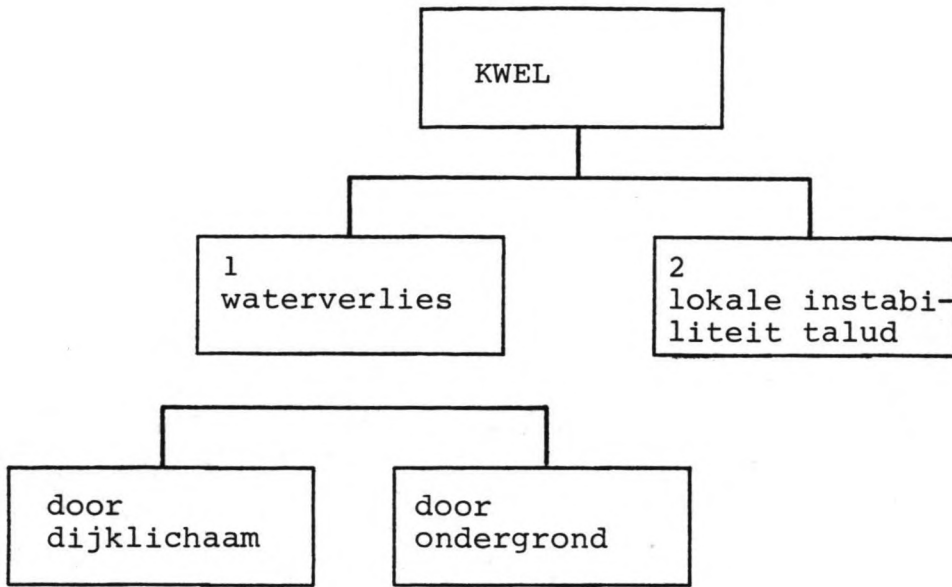 KWEL
1
waterverlies
2
lokale instabi-
liteit talud
door
dijklichaam
door
ondergrond